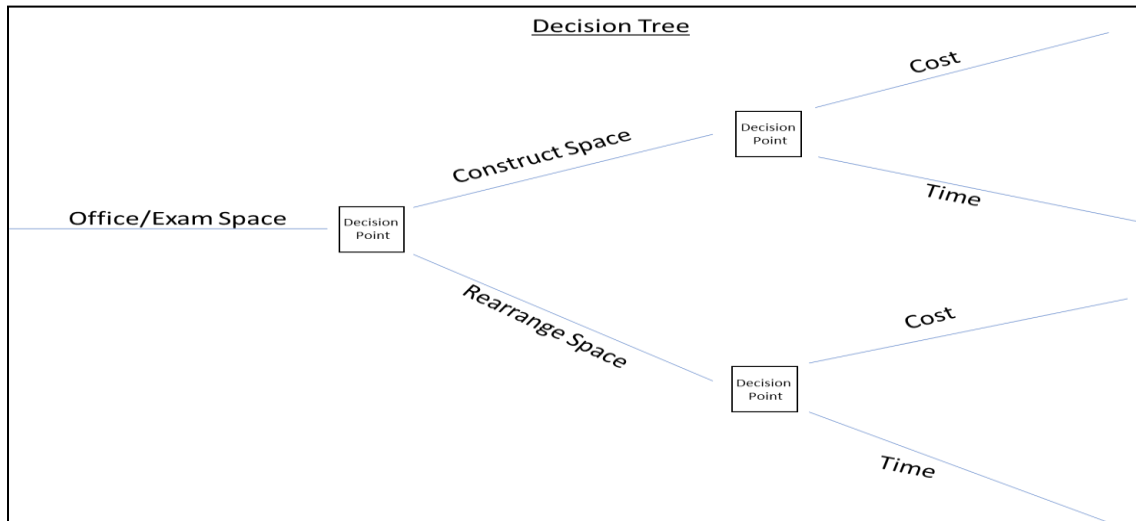 Decision Tree
Cost
Decision
Point
Construct Space
Time
Office/Exam Space
Decision
Point
Rearrange Space
Cost
Decision
Point
Time